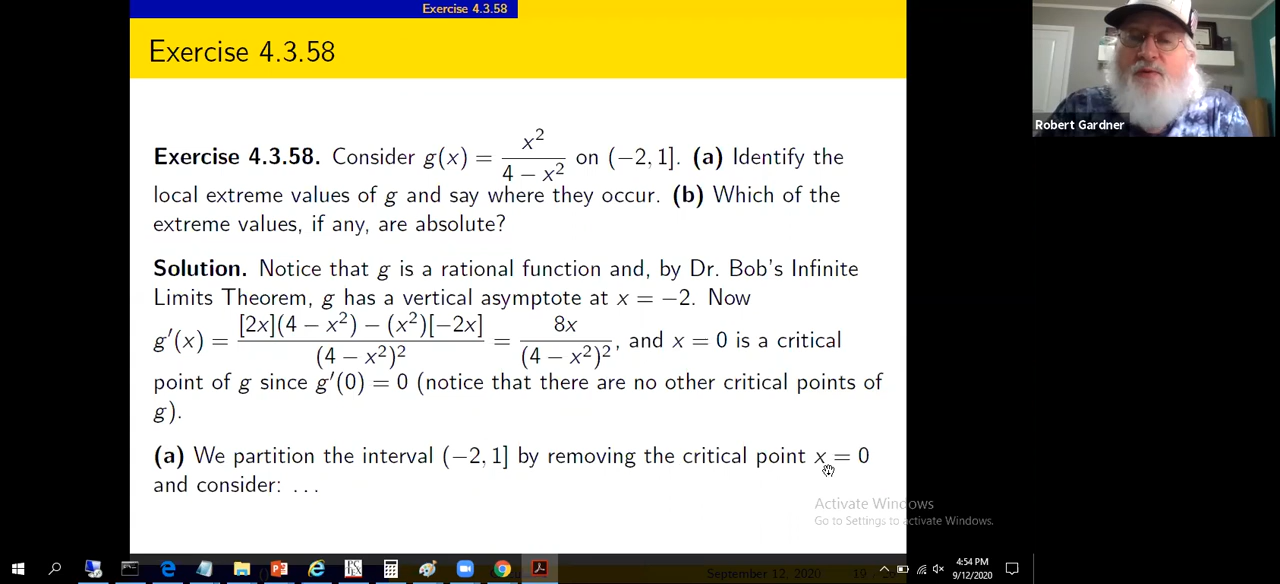 Exercise 4.3.58
Exercise 4.3.58
Robert Gardner
Exercise 4.3.58. Consider g(x) = x²/(4 − x²) on (−2, 1]. (a) Identify the
local extreme values of g and say where they occur. (b) Which of the
extreme values, if any, are absolute?
Solution. Notice that g is a rational function and, by Dr. Bob's Infinite
Limits Theorem, g has a vertical asymptote at x = −2. Now
g′(x) = [2x](4 − x²) − (x²)[−2x]/(4 − x²)² = 8x/(4 − x²)², and x = 0 is a critical
point of g since g′(0) = 0 (notice that there are no other critical points of
g).
(a) We partition the interval (−2, 1] by removing the critical point x = 0
and consider: ...
Activate Windows
Go to Settings to activate Windows.
4:54 PM
9/12/2020
September 12, 2020 19